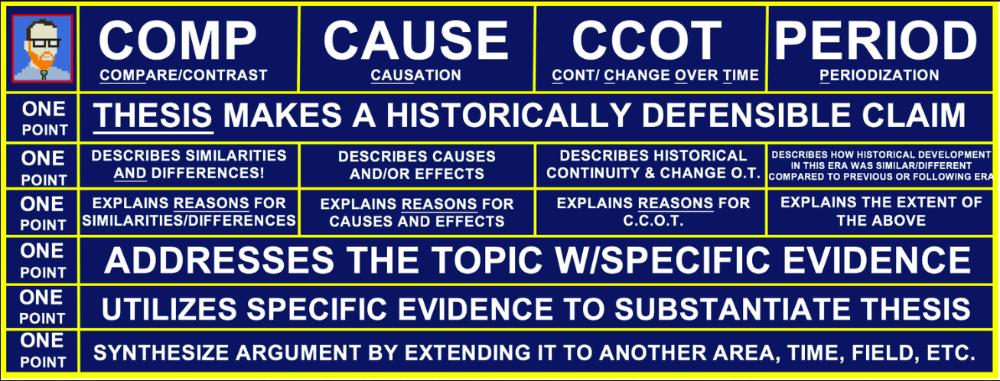 COMP
COMPARE/CONTRAST
CAUSE
CAUSATION
CCOT
CONT/ CHANGE OVER TIME
PERIOD
PERIODIZATION
ONE
POINT
THESIS MAKES A HISTORICALLY DEFENSIBLE CLAIM
ONE
POINT
DESCRIBES SIMILARITIES
AND DIFFERENCES!
DESCRIBES CAUSES
AND/OR EFFECTS
DESCRIBES HISTORICAL
CONTINUITY & CHANGE O.T.
DESCRIBES HOW HISTORICAL DEVELOPMENT
IN THIS ERA WAS SIMILAR/DIFFERENT
COMPARED TO PREVIOUS OR FOLLOWING ERA
ONE
POINT
EXPLAINS REASONS FOR
SIMILARITIES/DIFFERENCES
EXPLAINS REASONS FOR
CAUSES AND EFFECTS
EXPLAINS REASONS FOR
C.C.O.T.
EXPLAINS THE EXTENT OF
THE ABOVE
ONE
POINT
ADDRESSES THE TOPIC W/SPECIFIC EVIDENCE
ONE
POINT
UTILIZES SPECIFIC EVIDENCE TO SUBSTANTIATE THESIS
ONE
POINT
SYNTHESIZE ARGUMENT BY EXTENDING IT TO ANOTHER AREA, TIME, FIELD, ETC.